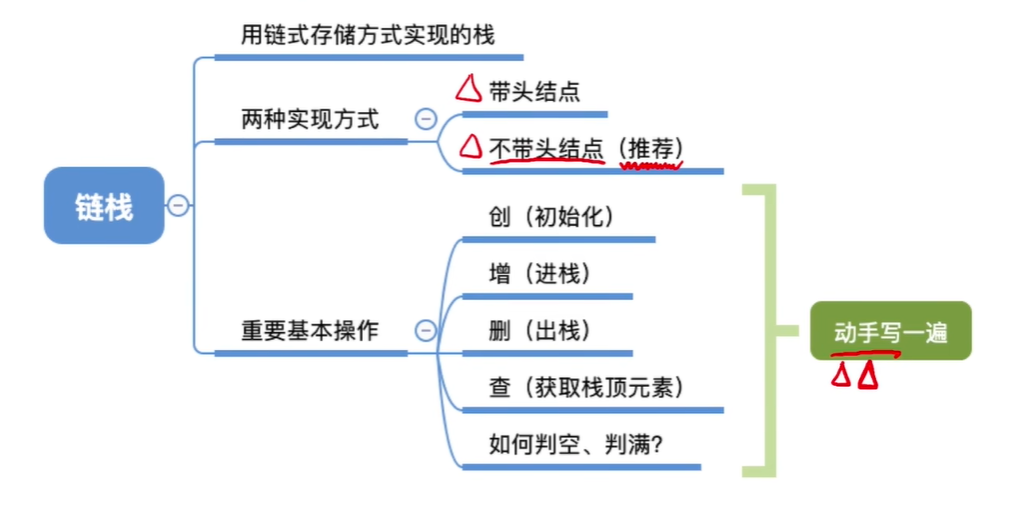 用链式存储方式实现的栈
带头结点
两种实现方式
不带头结点（推荐）
链栈
创（初始化）
增（进栈）
重要基本操作
删（出栈）
动手写一遍
查（获取栈顶元素）
如何判空、判满?